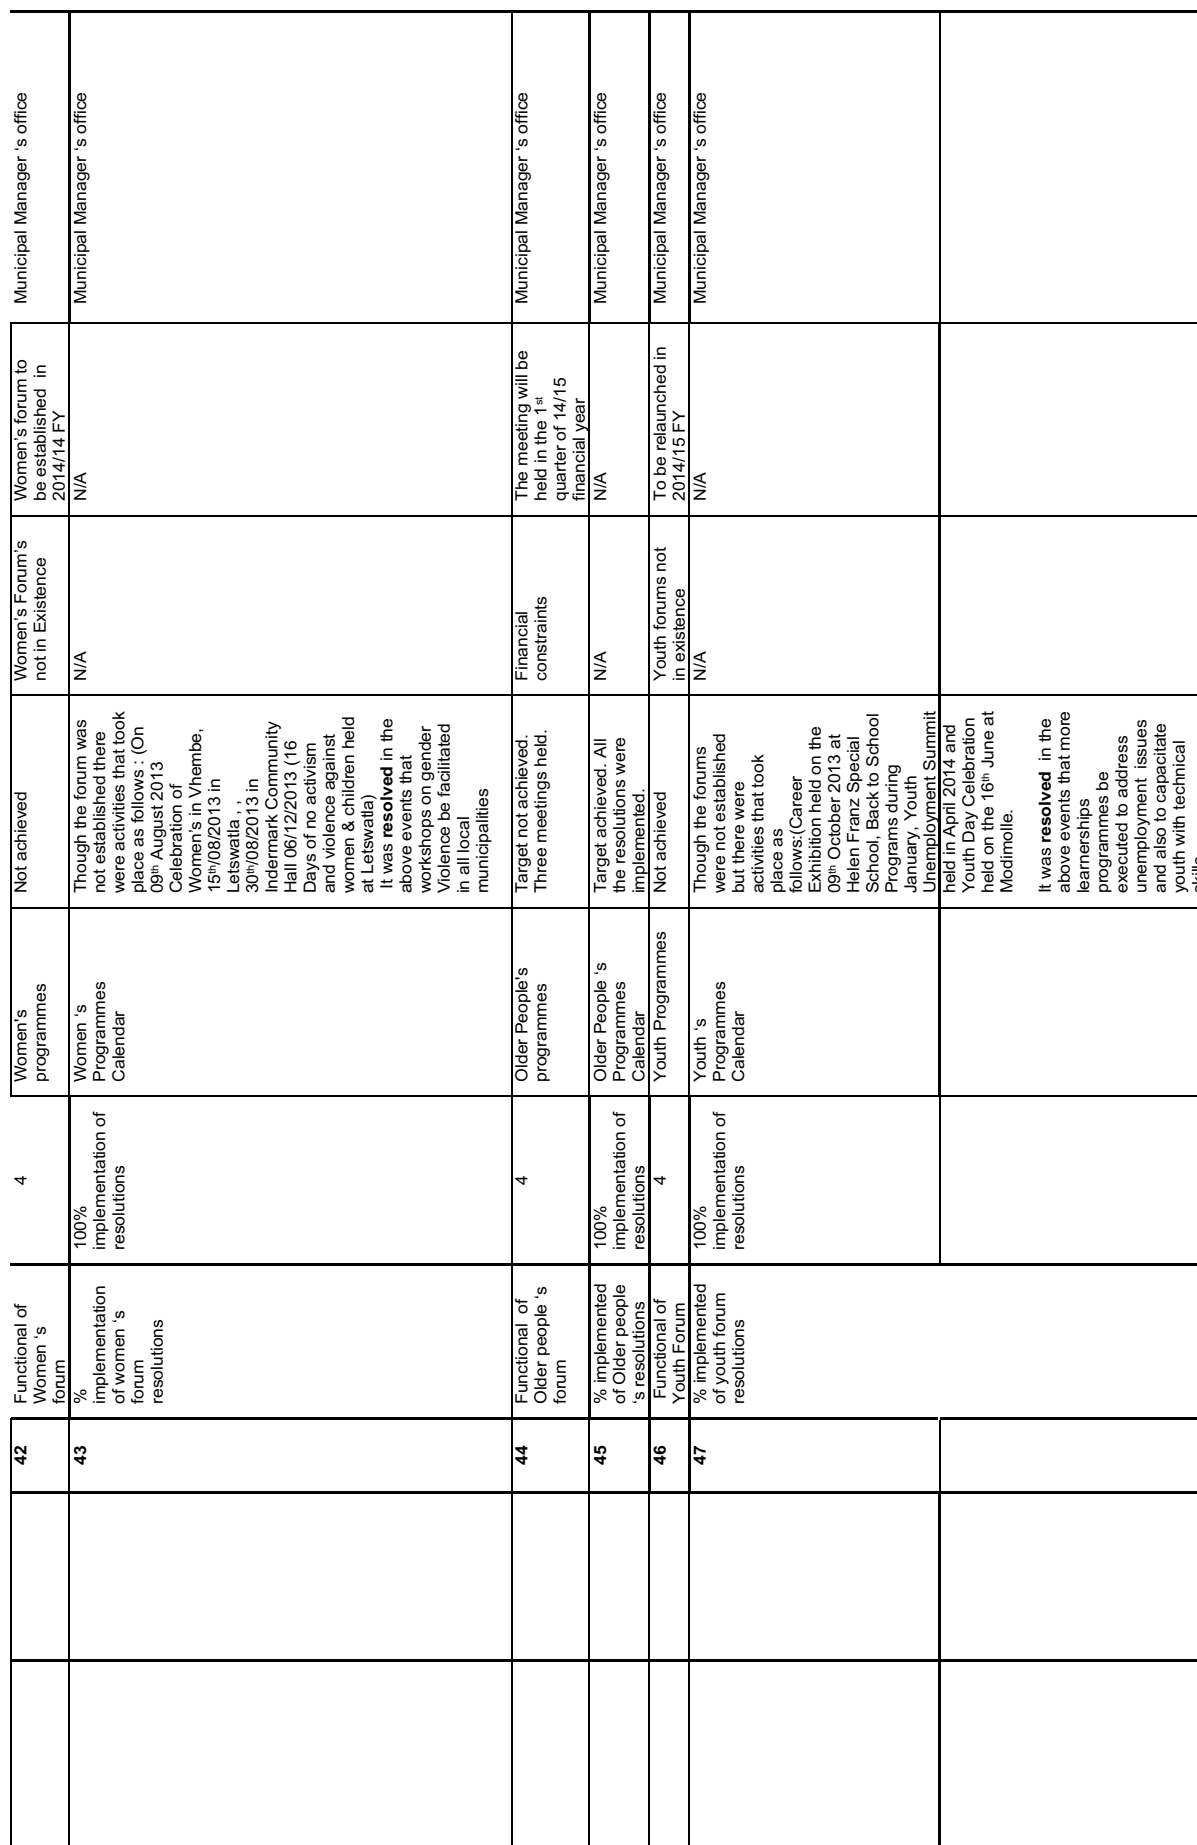 42
Functional of
Women ‘s
forum
4
Women's
programmes
Not achieved
Women’s Forum’s
not in Existence
Women’s forum to
be established in
2014/14 FY
Municipal Manager ‘s office
43
%
implementation
of women ‘s
forum
resolutions
100%
implementation of
resolutions
Women ‘s
Programmes
Calendar
Though the forum was
not established there
were activities that took
place as follows : (On
09th August 2013
Celebration of
Women’s in Vhembe,
15th/08/2013 in
Letswatla, , ,
30th/08/2013 in
Indermark Community
Hall 06/12/2013 (16
Days of no activism
and violence against
women & children held
at Letswatla)
It was resolved in the
above events that
workshops on gender
Violence be facilitated
in all local
municipalities
N/A
N/A
Municipal Manager ‘s office
44
Functional of
Older people ‘s
forum
4
Older People's
programmes
Target not achieved.
Three meetings held.
Financial
constraints
The meeting will be
held in the 1st
quarter of 14/15
financial year
Municipal Manager ‘s office
45
% implemented
of Older people
‘s resolutions
100%
implementation of
resolutions
Older People ‘s
Programmes
Calendar
Target achieved. All
the resolutions were
implemented.
N/A
N/A
Municipal Manager ‘s office
46
Functional of
Youth Forum
4
Youth Programmes
Not achieved
Youth forums not
in existence
To be relaunched in
2014/15 FY
Municipal Manager ‘s office
47
% implemented
of youth forum
resolutions
100%
implementation of
resolutions
Youth ‘s
Programmes
Calendar
Though the forums
were not established
but there were
activities that took
place as
follows:(Career
Exhibition held on the
09th October 2013 at
Helen Franz Special
School, Back to School
Programs during
January, Youth
Unemployment Summit
held in April 2014 and
Youth Day Celebration
held on the 16th June at
Modimolle.
It was resolved in the
above events that more
learnerships
programmes be
executed to address
unemployment issues
and also to capacitate
youth with technical
N/A
N/A
Municipal Manager ‘s office